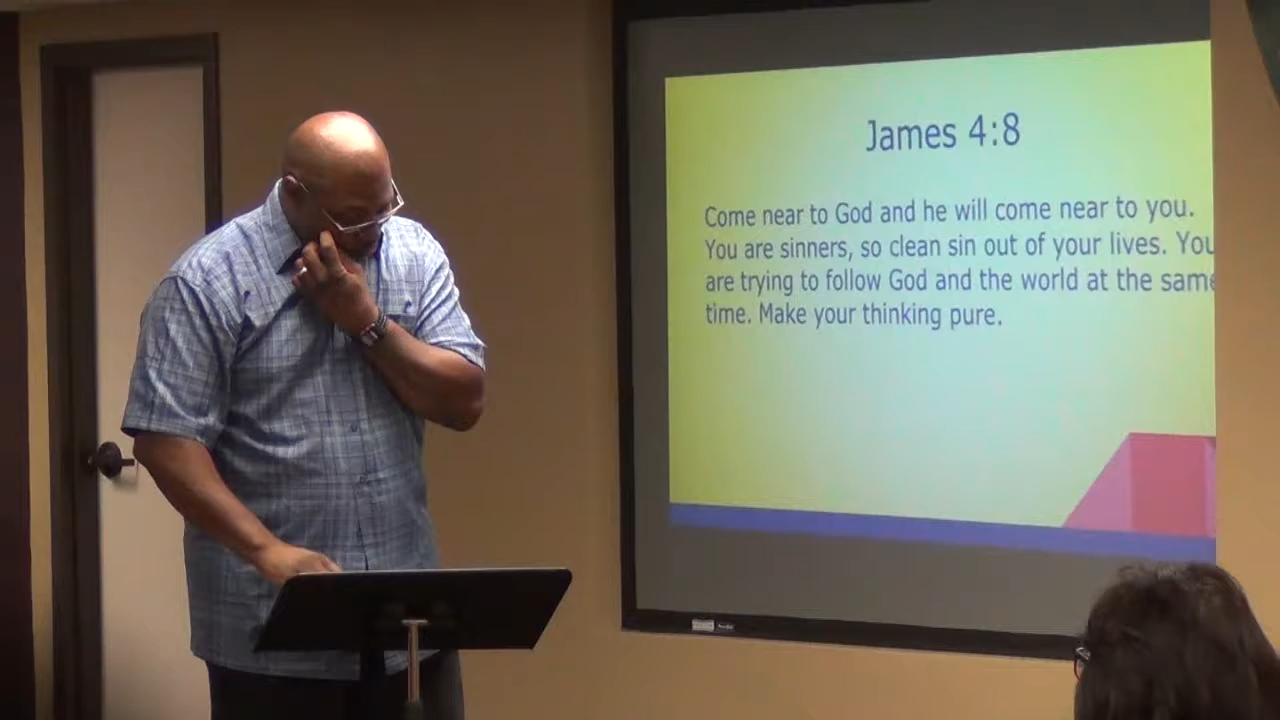 James 4:8
Come near to God and he will come near to you.
You are sinners, so clean sin out of your lives. You
are trying to follow God and the world at the same
time. Make your thinking pure.